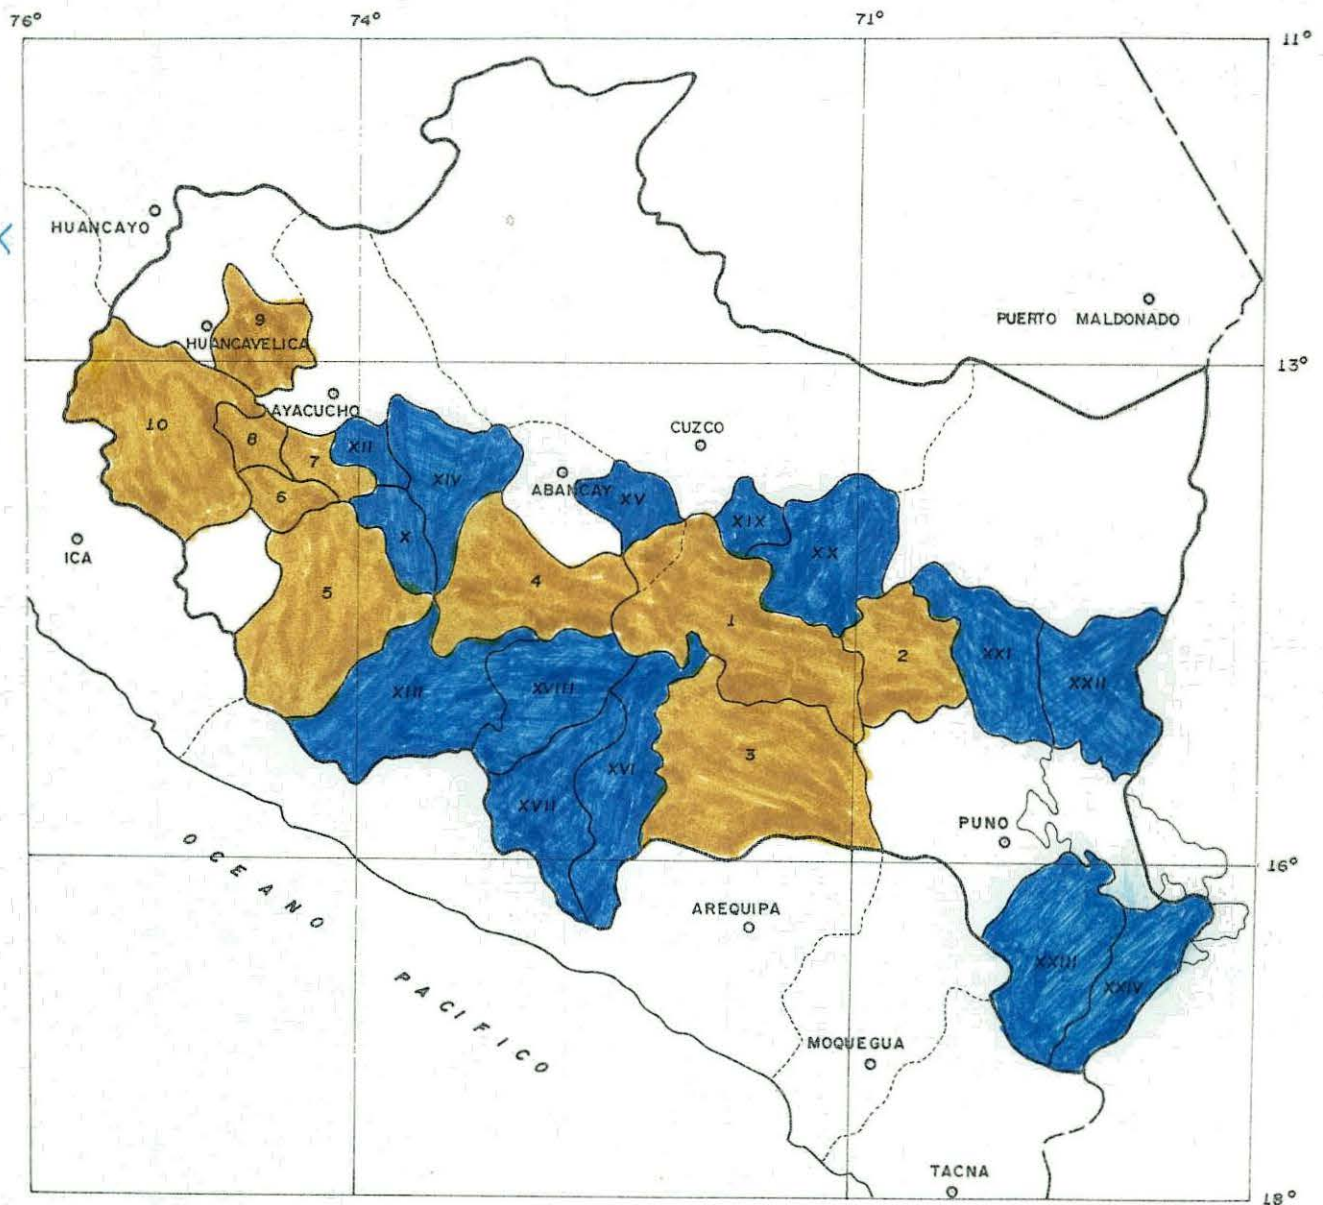 76°
74°
71°
11°
HUANCAYO
PUERTO MALDONADO
9
HUANCAVELICA
13°
AYACUCHO
CUZCO
10
8
7
XII
XIV
ABANCAY
XV
6
XIX
X
XX
ICA
5
4
1
2
XXI
XXII
XIII
XVIII
3
XVI
XVII
PUNO
16°
OCEANO
AREQUIPA
XXIII
XXIV
PACIFICO
MOQUEGUA
TACNA
18°